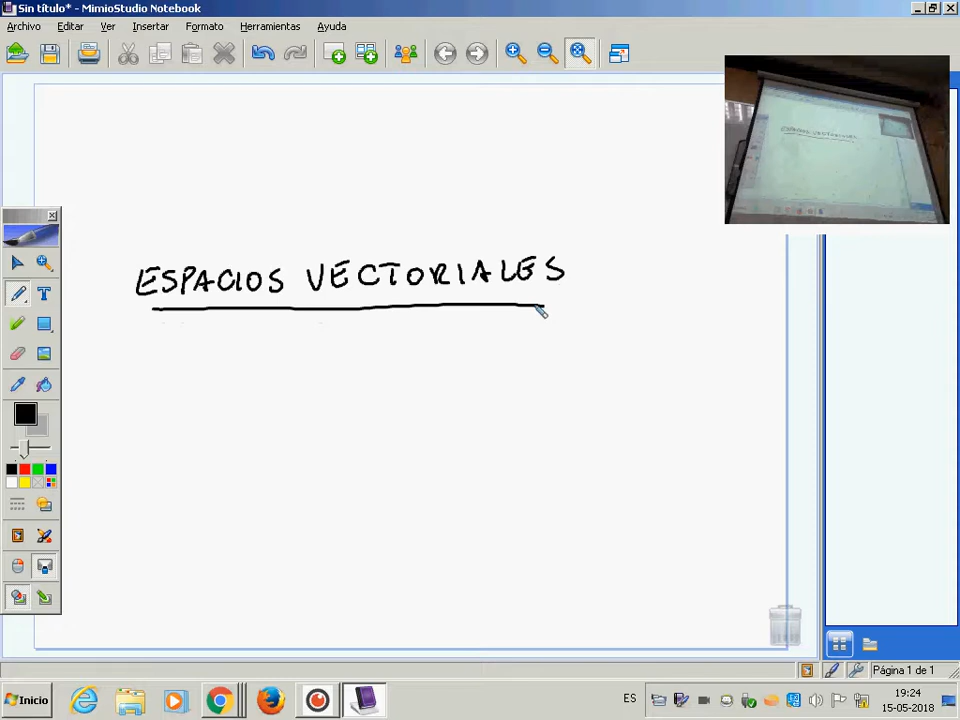 Sin título* - MimioStudio Notebook
Archivo Editar Ver Insertar Formato Herramientas Ayuda
ESPACIOS VECTORIALES
Página 1 de 1
Inicio
ES
19:24
15-05-2018